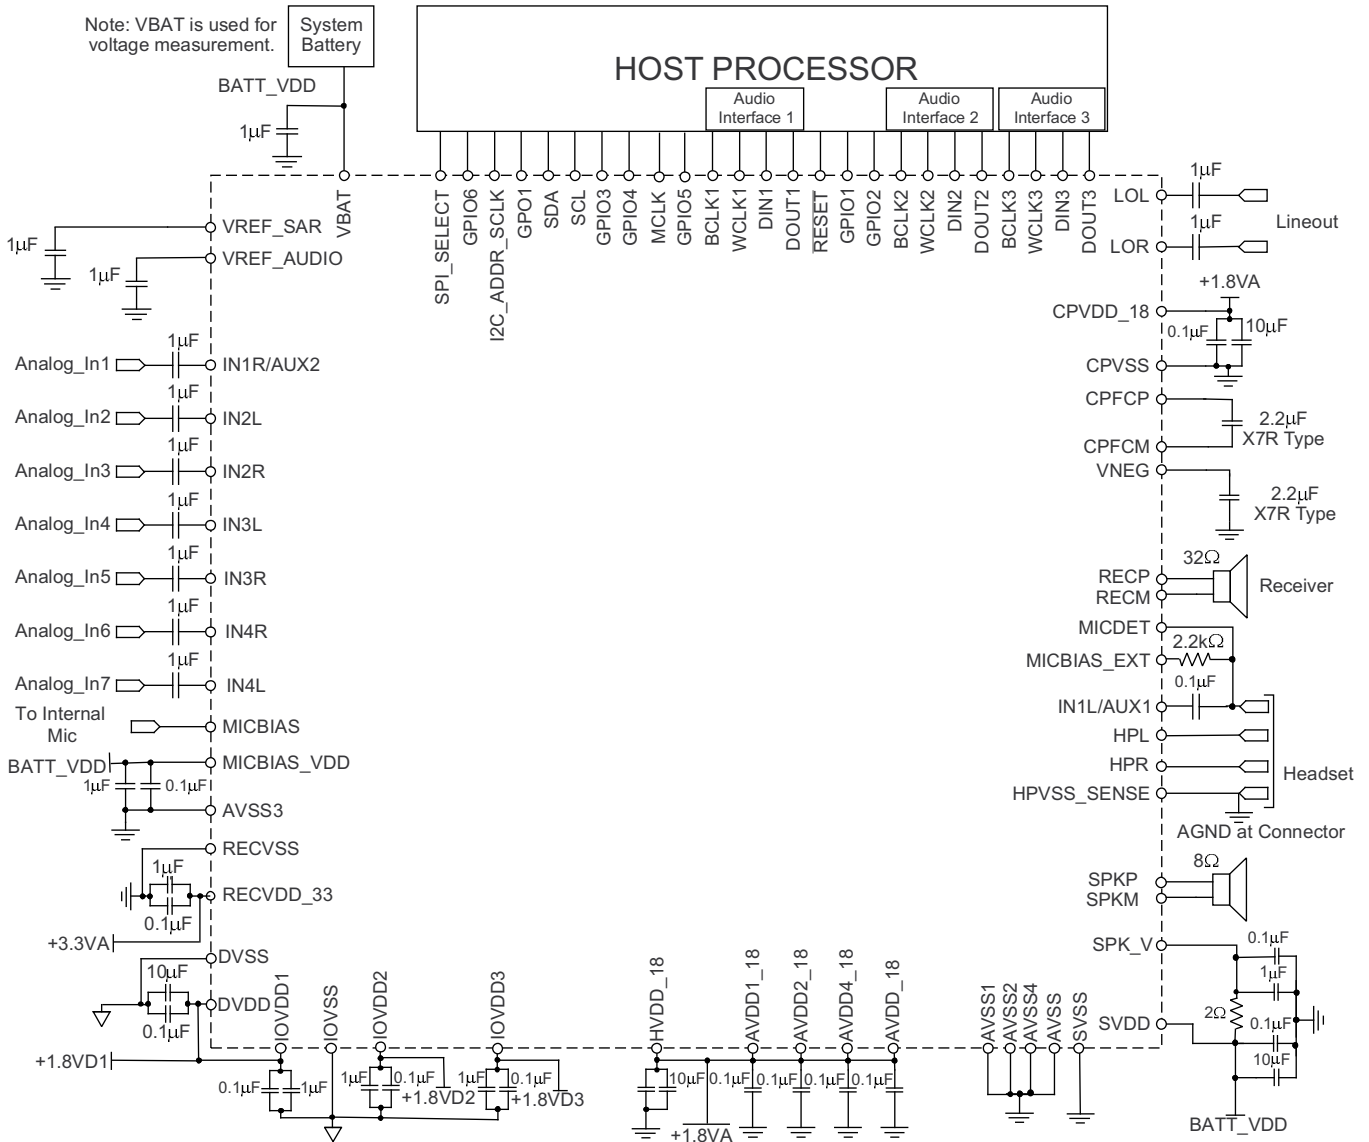 Note: VBAT is used for
voltage measurement.
System
Battery
BATT_VDD
1μF
HOST PROCESSOR
Audio
Interface 1
Audio
Interface 2
Audio
Interface 3
VBAT
SPI_SELECT
GPIO6
I2C_ADDR_SCLK
GPO1
SDA
SCL
GPIO3
GPIO4
MCLK
GPIO5
BCLK1
WCLK1
DIN1
DOUT1
RESET
GPIO1
GPIO2
BCLK2
WCLK2
DIN2
DOUT2
BCLK3
WCLK3
DIN3
DOUT3
1μF
VREF_SAR
1μF
VREF_AUDIO
1μF
Analog_In1
IN1R/AUX2
1μF
Analog_In2
IN2L
1μF
Analog_In3
IN2R
1μF
Analog_In4
IN3L
1μF
Analog_In5
IN3R
1μF
Analog_In6
IN4R
1μF
Analog_In7
IN4L
To Internal
Mic
MICBIAS
BATT_VDD
MICBIAS_VDD
1μF
0.1μF
AVSS3
RECVSS
1μF
RECVDD_33
0.1μF
+3.3VA
DVSS
10μF
DVDD
0.1μF
+1.8VD1
LOL
1μF
Lineout
LOR
1μF
+1.8VA
CPVDD_18
0.1μF
10μF
CPVSS
CPFCP
2.2μF
X7R Type
CPFCM
VNEG
2.2μF
X7R Type
32Ω
RECP
RECM
Receiver
MICDET
2.2kΩ
MICBIAS_EXT
0.1μF
IN1L/AUX1
HPL
HPR
Headset
HPVSS_SENSE
AGND at Connector
8Ω
SPKP
SPKM
SPK_V
0.1μF
1μF
2Ω
SVDD
0.1μF
10μF
BATT_VDD
IOVDD1
IOVSS
IOVDD2
IOVDD3
HVDD_18
AVDD1_18
AVDD2_18
AVDD4_18
AVDD_18
AVSS1
AVSS2
AVSS4
AVSS
SVSS
0.1μF
1μF
1μF
0.1μF
+1.8VD2
1μF
0.1μF
+1.8VD3
10μF
0.1μF
0.1μF
0.1μF
0.1μF
+1.8VA